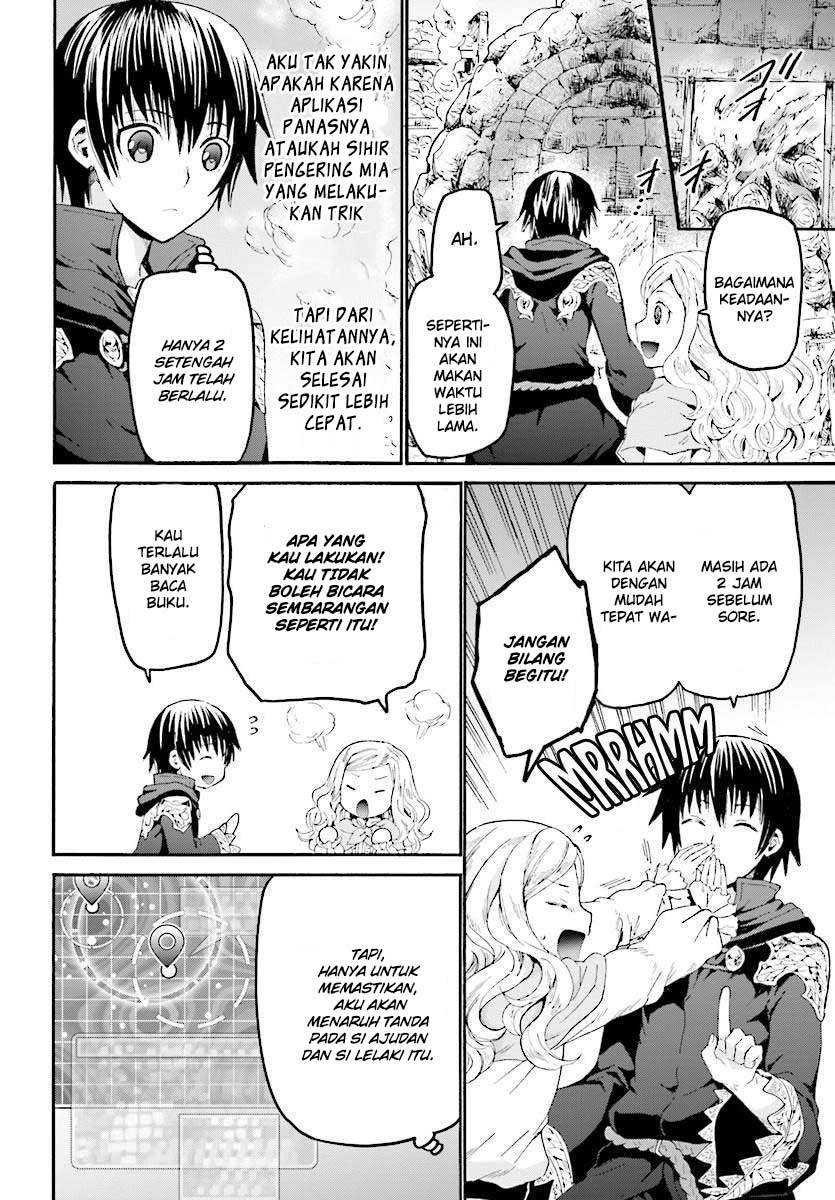 BAGAIMANA
KEADAAN-
NYA?
AH.
SEPERTI-
NYA INI
AKAN
MAKAN
WAKTU
LEBIH
LAMA.
AKU TAK YAKIN
APAKAH KARENA
APLIKASI
PANASNYA
ATAUKAH SIHIR
PENGERING MIA
YANG MELAKU-
KAN TRIK
TAPI DARI
KELIHATANNYA,
KITA AKAN
SELESAI
SEDIKIT LEBIH
CEPAT.
HANYA 2
SETENGAH
JAM TELAH
BERLALU.
MASIH ADA
2 JAM
SEBELUM
SORE.
KITA AKAN
DENGAN
MUDAH
TEPAT WA-
JANGAN
BILANG
BEGITU!
MRRHMM
APA YANG
KAU LAKUKAN!
KAU TIDAK
BOLEH BICARA
SEMBARANGAN
SEPERTI ITU!
KAU
TERLALU
BANYAK
BACA
BUKU.
TAPI,
HANYA UNTUK
MEMASTIKAN,
AKU AKAN
MENARUH TANDA
PADA SI AJUDAN
DAN SI LELAKI ITU.